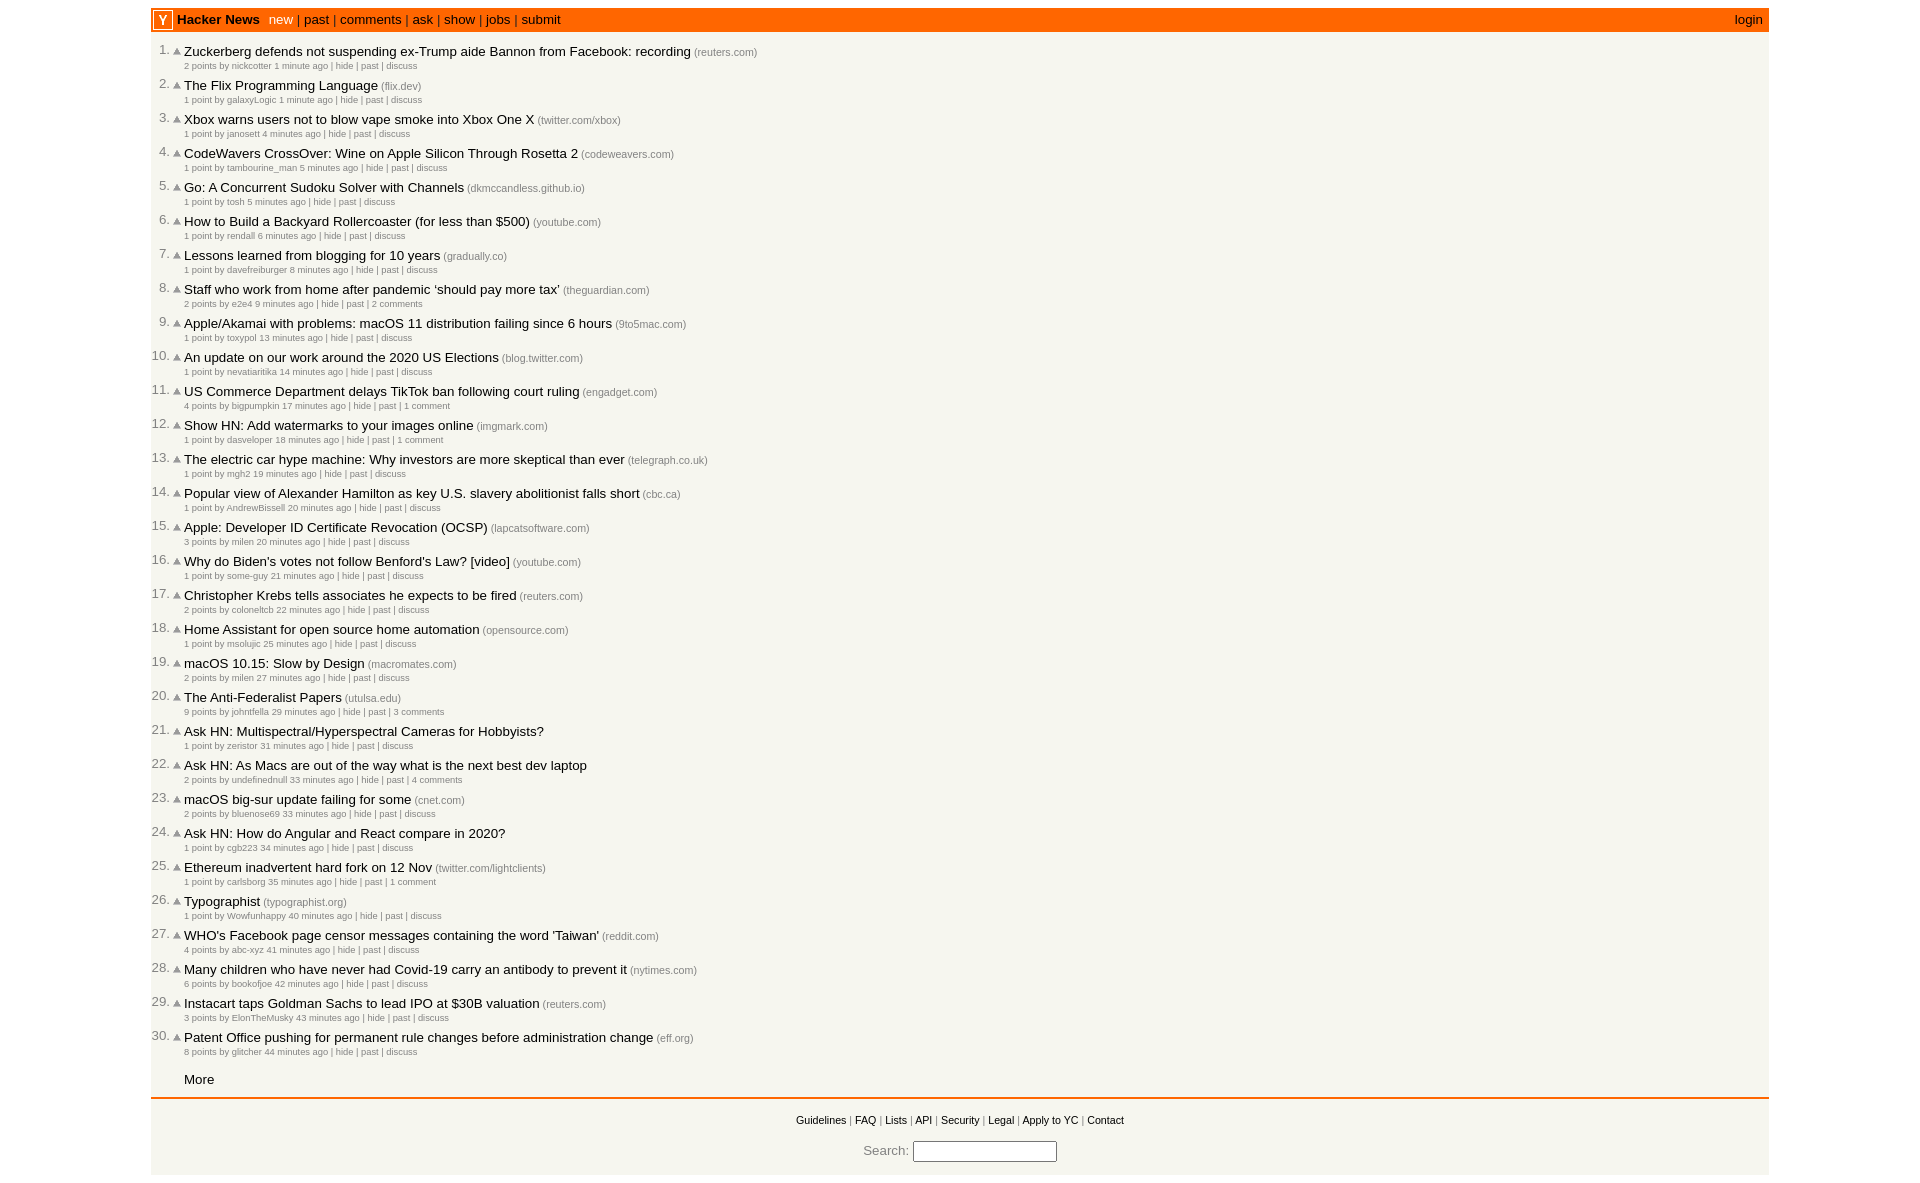 Y Hacker News new | past | comments | ask | show | jobs | submit login
1. Zuckerberg defends not suspending ex-Trump aide Bannon from Facebook: recording (reuters.com)
2 points by nickcotter 1 minute ago | hide | past | discuss
2. The Flix Programming Language (flix.dev)
1 point by galaxyLogic 1 minute ago | hide | past | discuss
3. Xbox warns users not to blow vape smoke into Xbox One X (twitter.com/xbox)
1 point by janosett 4 minutes ago | hide | past | discuss
4. CodeWavers CrossOver: Wine on Apple Silicon Through Rosetta 2 (codeweavers.com)
1 point by tambourine_man 5 minutes ago | hide | past | discuss
5. Go: A Concurrent Sudoku Solver with Channels (dkmccandless.github.io)
1 point by tosh 5 minutes ago | hide | past | discuss
6. How to Build a Backyard Rollercoaster (for less than $500) (youtube.com)
1 point by rendall 6 minutes ago | hide | past | discuss
7. Lessons learned from blogging for 10 years (gradually.co)
1 point by davefreiburger 8 minutes ago | hide | past | discuss
8. Staff who work from home after pandemic ‘should pay more tax’ (theguardian.com)
2 points by e2e4 9 minutes ago | hide | past | 2 comments
9. Apple/Akamai with problems: macOS 11 distribution failing since 6 hours (9to5mac.com)
1 point by toxypol 13 minutes ago | hide | past | discuss
10. An update on our work around the 2020 US Elections (blog.twitter.com)
1 point by nevatiaritika 14 minutes ago | hide | past | discuss
11. US Commerce Department delays TikTok ban following court ruling (engadget.com)
4 points by bigpumpkin 17 minutes ago | hide | past | 1 comment
12. Show HN: Add watermarks to your images online (imgmark.com)
1 point by dasveloper 18 minutes ago | hide | past | 1 comment
13. The electric car hype machine: Why investors are more skeptical than ever (telegraph.co.uk)
1 point by mgh2 19 minutes ago | hide | past | discuss
14. Popular view of Alexander Hamilton as key U.S. slavery abolitionist falls short (cbc.ca)
1 point by AndrewBissell 20 minutes ago | hide | past | discuss
15. Apple: Developer ID Certificate Revocation (OCSP) (lapcatsoftware.com)
3 points by milen 20 minutes ago | hide | past | discuss
16. Why do Biden's votes not follow Benford's Law? [video] (youtube.com)
1 point by some-guy 21 minutes ago | hide | past | discuss
17. Christopher Krebs tells associates he expects to be fired (reuters.com)
2 points by coloneltcb 22 minutes ago | hide | past | discuss
18. Home Assistant for open source home automation (opensource.com)
1 point by msolujic 25 minutes ago | hide | past | discuss
19. macOS 10.15: Slow by Design (macromates.com)
2 points by milen 27 minutes ago | hide | past | discuss
20. The Anti-Federalist Papers (utulsa.edu)
9 points by johntfella 29 minutes ago | hide | past | 3 comments
21. Ask HN: Multispectral/Hyperspectral Cameras for Hobbyists?
1 point by zeristor 31 minutes ago | hide | past | discuss
22. Ask HN: As Macs are out of the way what is the next best dev laptop
2 points by undefinednull 33 minutes ago | hide | past | 4 comments
23. macOS big-sur update failing for some (cnet.com)
2 points by bluenose69 33 minutes ago | hide | past | discuss
24. Ask HN: How do Angular and React compare in 2020?
1 point by cgb223 34 minutes ago | hide | past | discuss
25. Ethereum inadvertent hard fork on 12 Nov (twitter.com/lightclients)
1 point by carlsborg 35 minutes ago | hide | past | 1 comment
26. Typographist (typographist.org)
1 point by Wowfunhappy 40 minutes ago | hide | past | discuss
27. WHO's Facebook page censor messages containing the word 'Taiwan' (reddit.com)
4 points by abc-xyz 41 minutes ago | hide | past | discuss
28. Many children who have never had Covid-19 carry an antibody to prevent it (nytimes.com)
6 points by bookofjoe 42 minutes ago | hide | past | discuss
29. Instacart taps Goldman Sachs to lead IPO at $30B valuation (reuters.com)
3 points by ElonTheMusky 43 minutes ago | hide | past | discuss
30. Patent Office pushing for permanent rule changes before administration change (eff.org)
8 points by glitcher 44 minutes ago | hide | past | discuss
More
Guidelines | FAQ | Lists | API | Security | Legal | Apply to YC | Contact
Search: